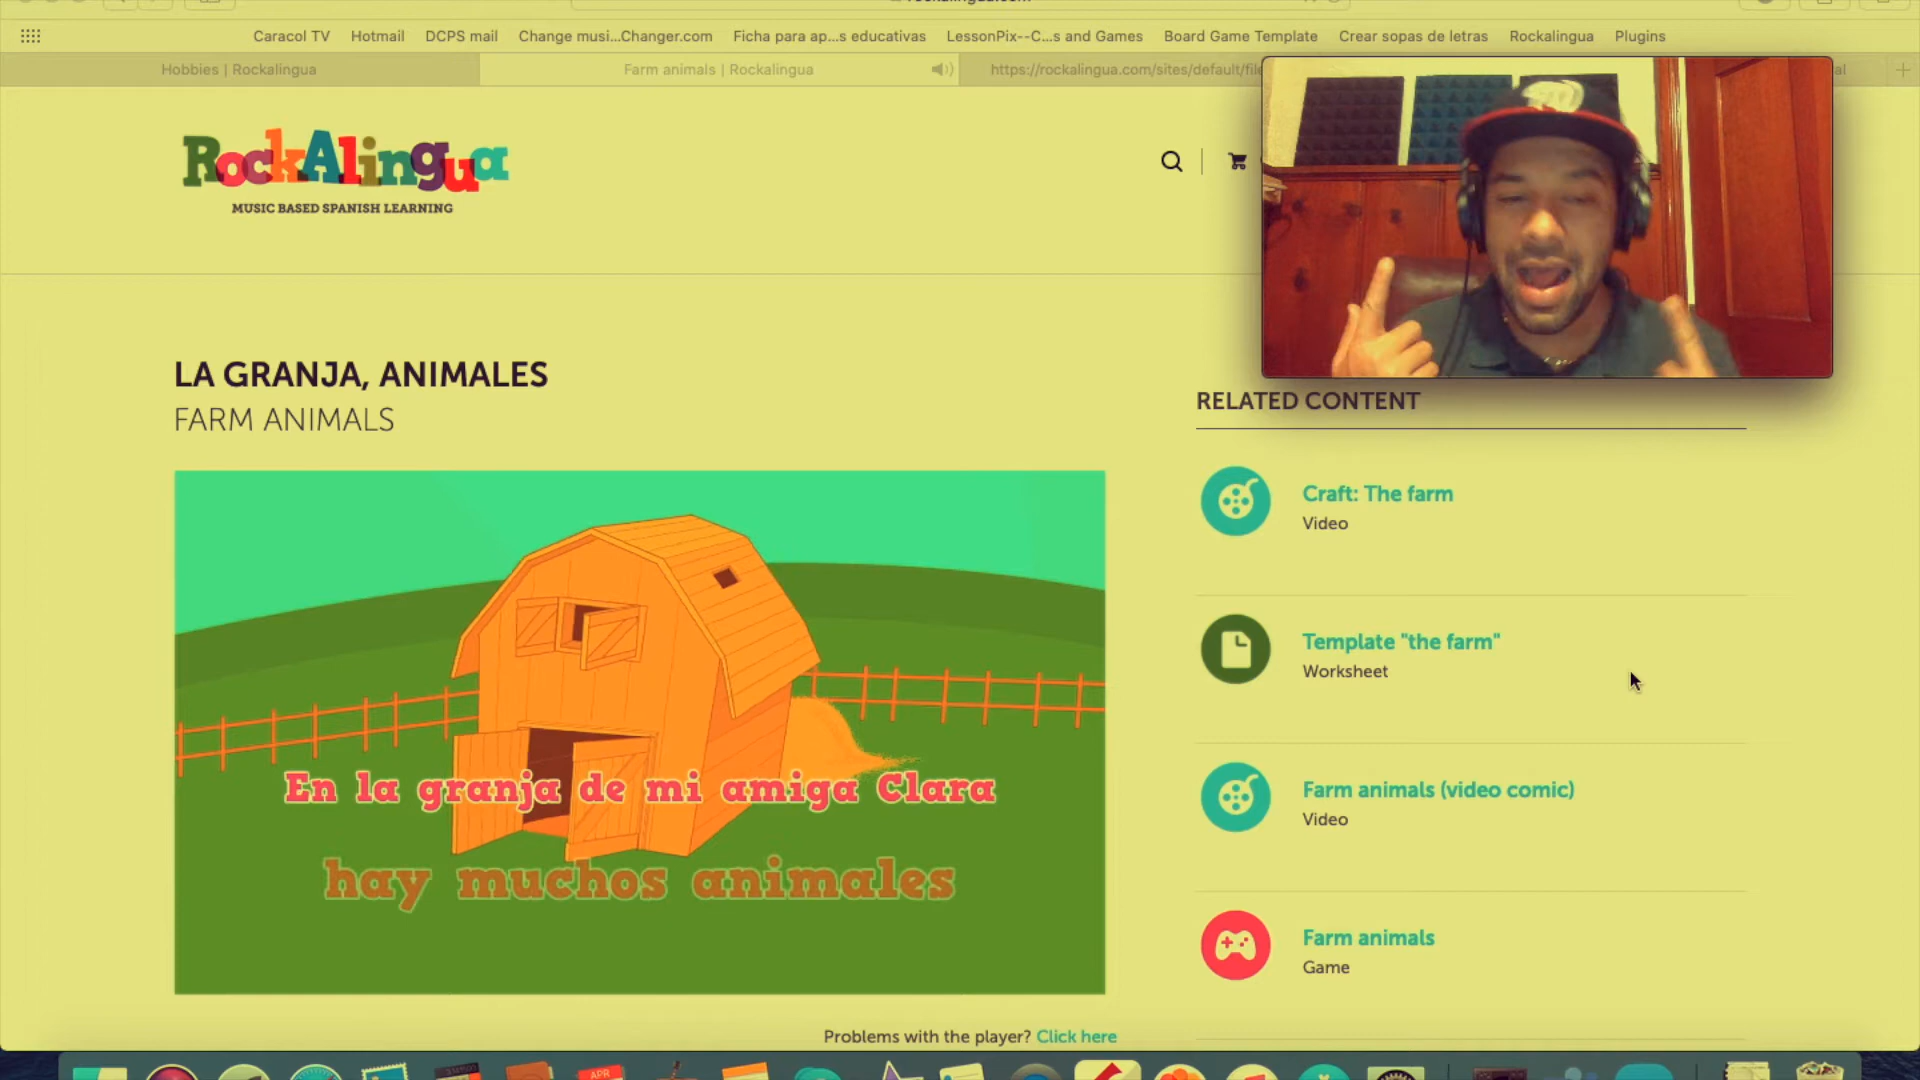 Caracol TV Hotmail DCPS mail Change musi...Changer.com Ficha para ap...s educativas LessonPix--C...s and Games Board Game Template Crear sopas de letras Rockalingua Plugins
Hobbies | Rockalingua Farm animals | Rockalingua https://rockalingua.com/sites/default/fil
RockAlingua
MUSIC BASED SPANISH LEARNING
LA GRANJA, ANIMALES
FARM ANIMALS
En la granja de mi amiga Clara
hay muchos animales
Problems with the player? Click here
RELATED CONTENT
Craft: The farm
Video
Template "the farm"
Worksheet
Farm animals (video comic)
Video
Farm animals
Game
APR